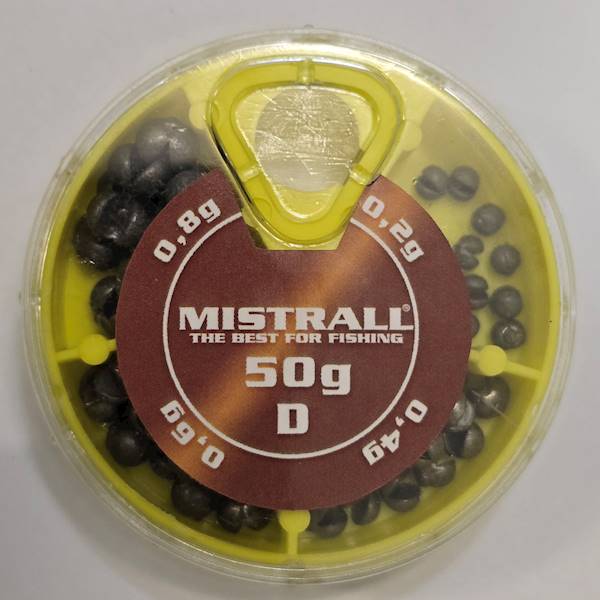 0,8g
0,2g
MISTRALL®
THE BEST FOR FISHING
50g
D
0,6g
0,4g